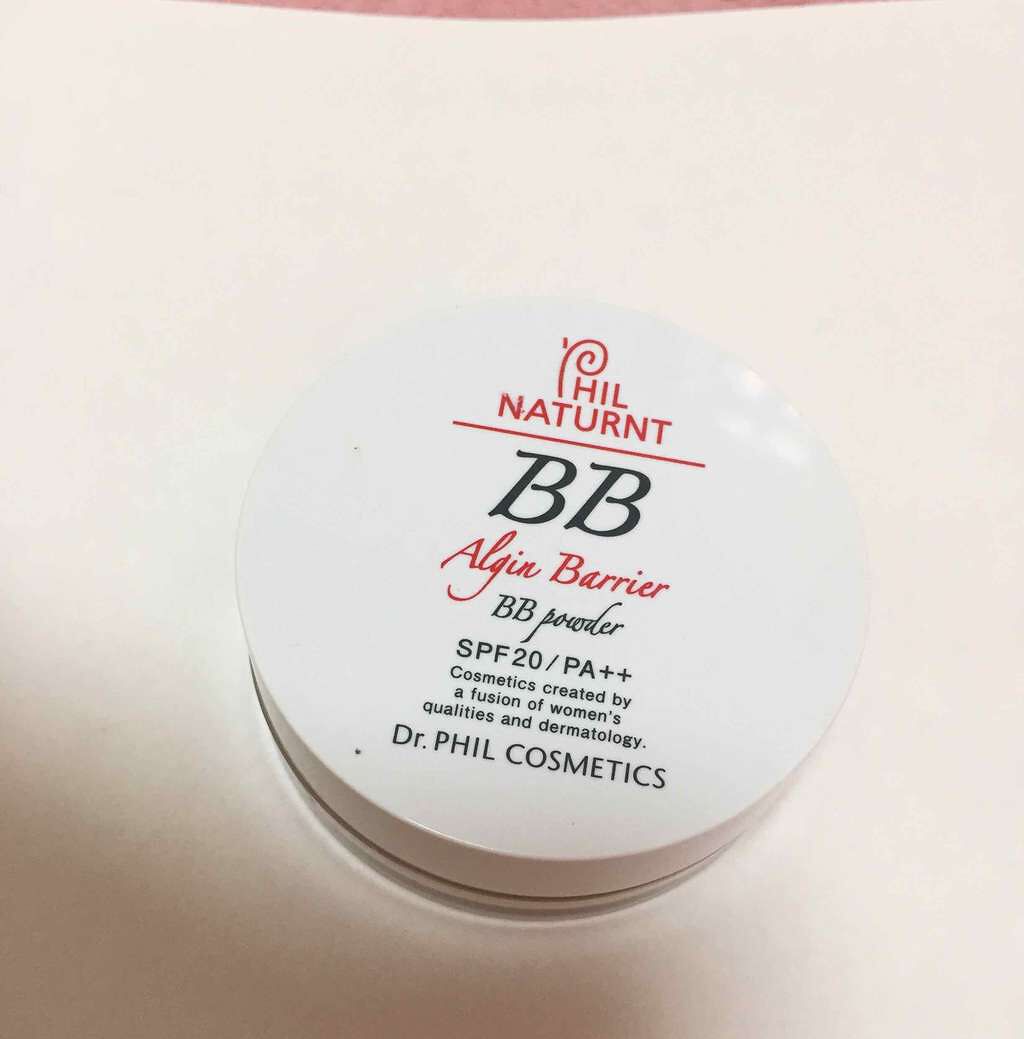 PHIL
NATURNT
BB
Algin Barrier
BB powder
SPF20/PA++
Cosmetics created by
a fusion of women's
qualities and dermatology.
Dr. PHIL COSMETICS